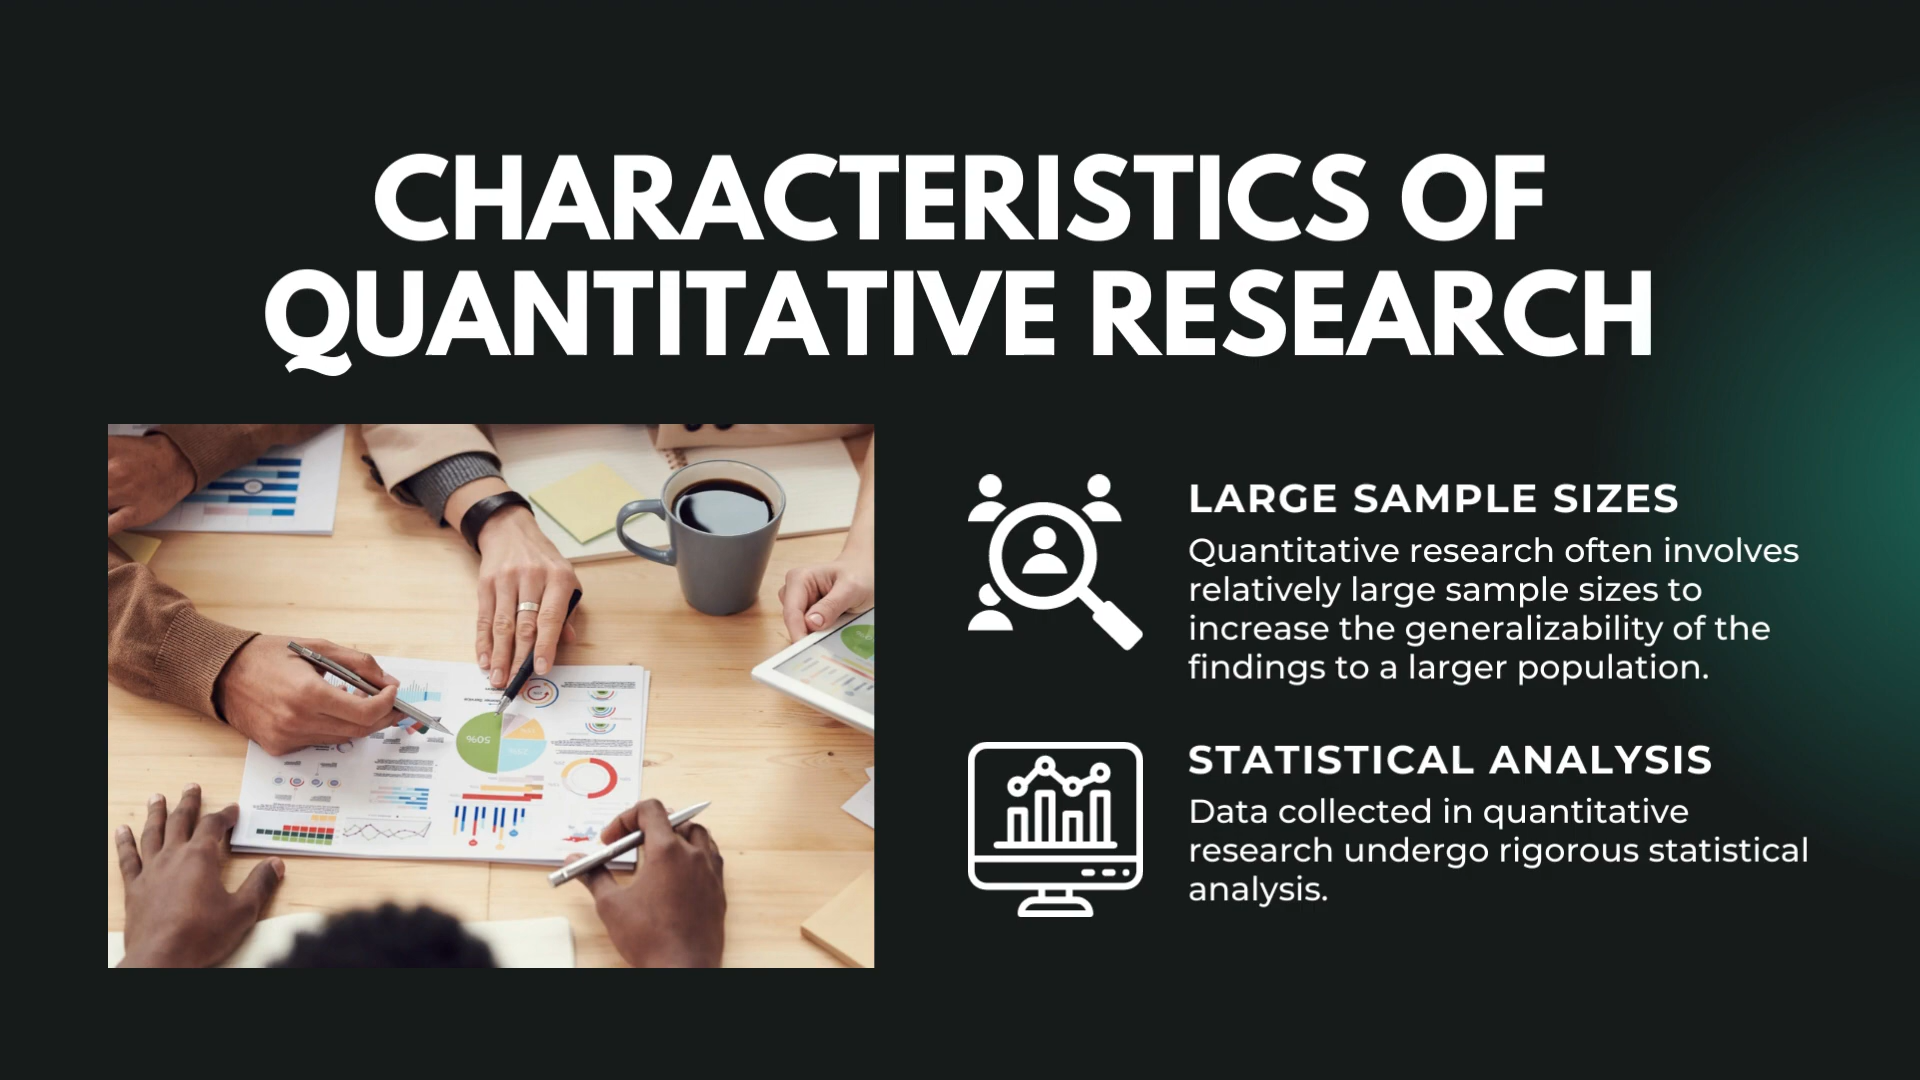 CHARACTERISTICS OF
QUANTITATIVE RESEARCH
50%
LARGE SAMPLE SIZES
Quantitative research often involves
relatively large sample sizes to
increase the generalizability of the
findings to a larger population.
STATISTICAL ANALYSIS
Data collected in quantitative
research undergo rigorous statistical
analysis.